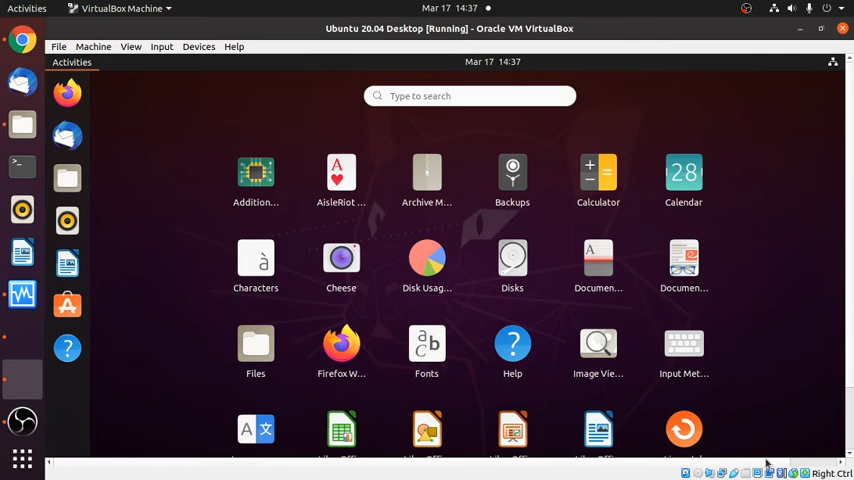 Activities VirtualBox Machine Mar 17 14:37
Ubuntu 20.04 Desktop [Running] - Oracle VM VirtualBox
File Machine View Input Devices Help
Activities Mar 17 14:37
Type to search
Addition... AisleRiot ... Archive M... Backups Calculator Calendar
28
Characters Cheese Disk Usag... Disks Documen... Documen...
Files Firefox W... Fonts Help Image Vie... Input Met...
Right Ctrl